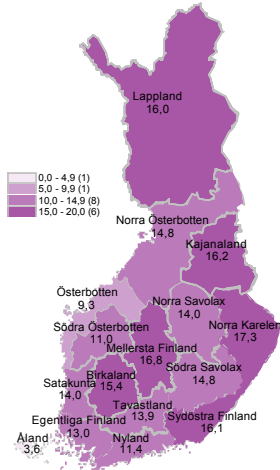 Lappland
16,0
0,0 - 4,9 (1)
5,0 - 9,9 (1)
10,0 - 14,9 (8)
15,0 - 20,0 (6)
Norra Österbotten
14,8
Kajanaland
16,2
Österbotten
9,3
Norra Savolax
14,0
Södra Österbotten
11,0
Norra Karelen
17,3
Mellersta Finland
16,8
Södra Savolax
14,8
Birkaland
15,4
Satakunta
14,0
Tavastland
13,9
Sydöstra Finland
16,1
Egentliga Finland
13,0
Åland
3,6
Nyland
11,4